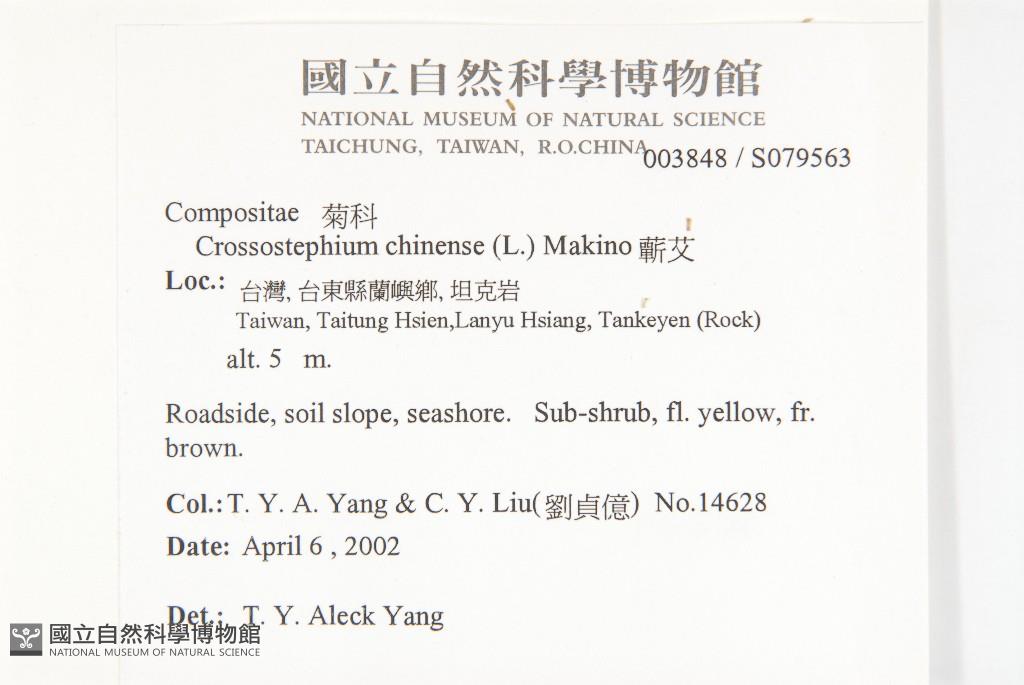 國立自然科學博物館
NATIONAL MUSEUM OF NATURAL SCIENCE
TAICHUNG, TAIWAN, R.O.CHINA
003848 / S079563
Compositae 菊科
Crossostephium chinense (L.) Makino 蘄艾
Loc.: 台灣, 台東縣蘭嶼鄉, 坦克岩
Taiwan, Taitung Hsien,Lanyu Hsiang, Tankeyen (Rock)
alt. 5 m.
Roadside, soil slope, seashore. Sub-shrub, fl. yellow, fr.
brown.
Col.: T. Y. A. Yang & C. Y. Liu(劉貞億) No.14628
Date: April 6 , 2002
Det.: T. Y. Aleck Yang
國立自然科學博物館
NATIONAL MUSEUM OF NATURAL SCIENCE